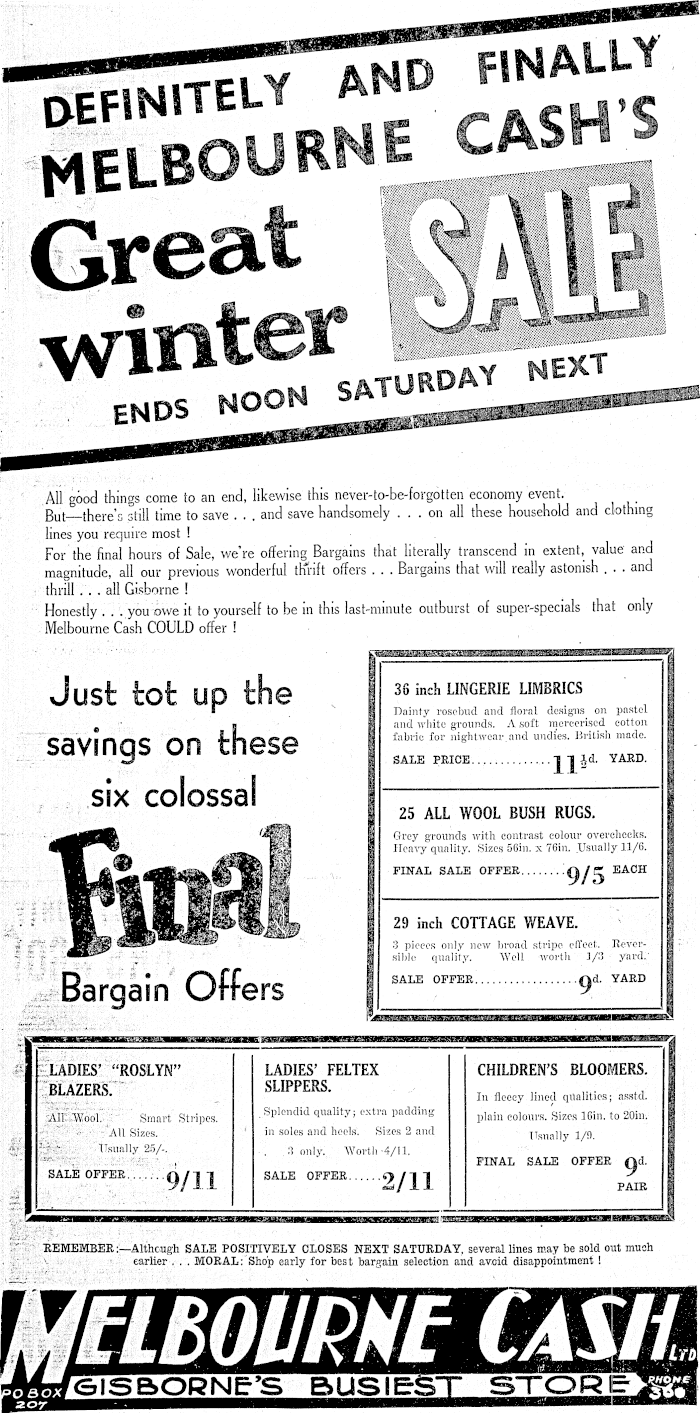 DEFINITELY AND FINALLY
MELBOURNE CASH'S
Great
winter
SALE
ENDS NOON SATURDAY NEXT
All good things come to an end, likewise this never-to-be-forgotten economy event.
But—there's still time to save . . , and save handsomely . . . on all these household and clothing
lines you require most !
For the final hours of Sale, we're offering Bargains that literally transcend in extent, value and
magnitude, all our previous wonderful thrift offers . . . Bargains that will really astonish . . . and
thrill . . . all Gisborne !
Honestly . . . you owe it to yourself to be in this last-minute outburst of super-specials that only
Melbourne Cash COULD offer !
Just tot up the
savings on these
six colossal
Final
Bargain Offers
36 inch LINGERIE LIMBRICS
Dainty rosebud and floral designs on pastel
and white grounds. A soft mercerised cotton
fabric for nightwear and undies. British made.
SALE PRICE.............11½d. YARD.
25 ALL WOOL BUSH RUGS.
Grey grounds with contrast colour overchecks.
Heavy quality. Sizes 56in. x 76in. Usually 11/6.
FINAL SALE OFFER........9/5 EACH
29 inch COTTAGE WEAVE.
3 pieces only new broad stripe effect. Rever-
sible quality. Well worth 1/3 yard.
SALE OFFER.................9d. YARD
LADIES' "ROSLYN"
BLAZERS.
All Wool. Smart Stripes.
All Sizes.
Usually 25/-.
SALE OFFER.......9/11
LADIES' FELTEX
SLIPPERS.
Splendid quality; extra padding
in soles and heels. Sizes 2 and
3 only. Worth 4/11.
SALE OFFER......2/11
CHILDREN'S BLOOMERS.
In fleecy lined qualities; asstd.
plain colours. Sizes 16in. to 20in.
Usually 1/9.
FINAL SALE OFFER 9d.
PAIR
REMEMBER:—Although SALE POSITIVELY CLOSES NEXT SATURDAY, several lines may be sold out much
earlier . . . MORAL: Shop early for best bargain selection and avoid disappointment !
MELBOURNE CASH LTD
PO BOX
207
GISBORNE'S BUSIEST STORE
PHONE
360